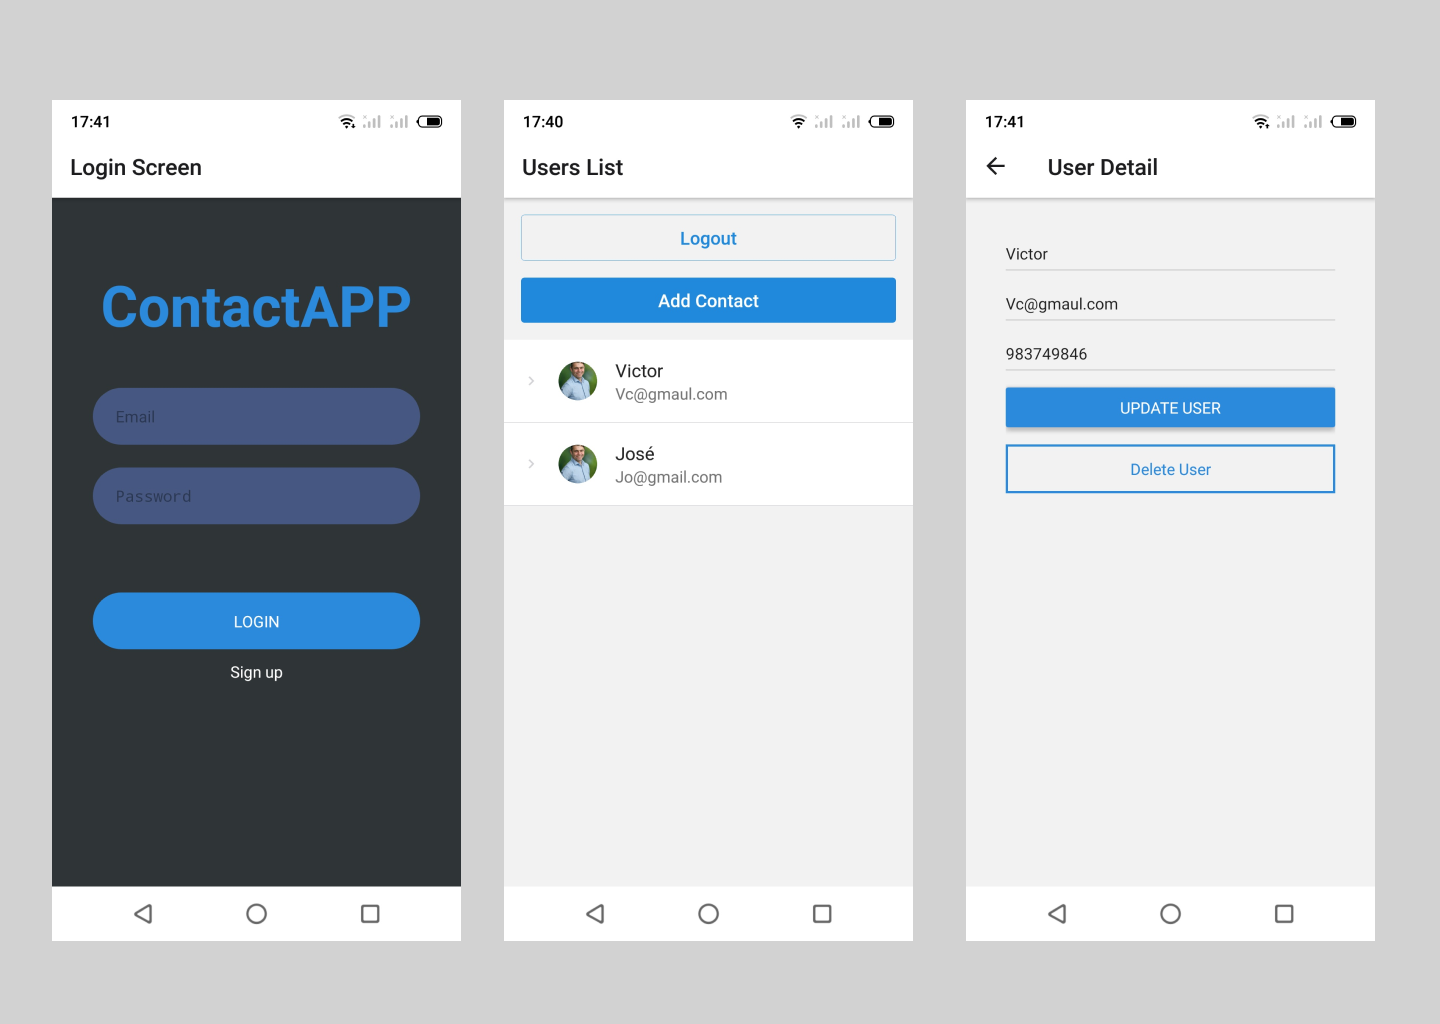 17:41
Login Screen
ContactAPP
Email
Password
LOGIN
Sign up
17:40
Users List
Logout
Add Contact
Victor
Vc@gmaul.com
José
Jo@gmail.com
17:41
User Detail
Victor
Vc@gmaul.com
983749846
UPDATE USER
Delete User